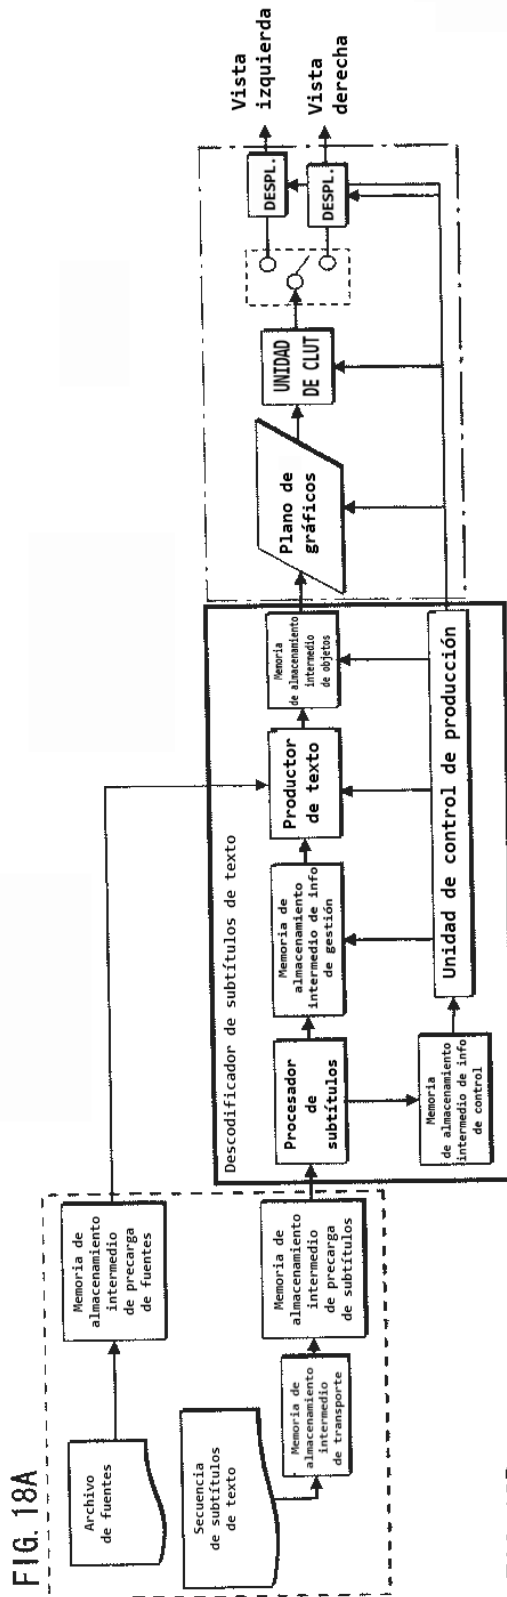 FIG. 18A
Archivo
de fuentes
Memoria de
almacenamiento
intermedio
de precarga
de fuentes
Secuencia
de subtítulos
de texto
Memoria de
almacenamiento
intermedio
de transporte
Memoria de
almacenamiento
intermedio
de precarga
de subtítulos
Descodificador de subtítulos de texto
Procesador
de
subtítulos
Memoria de
almacenamiento
intermedio de info
de gestión
Productor
de texto
Memoria
de almacenamiento
intermedio
de objetos
Memoria
de almacenamiento
intermedio de info
de control
Unidad de control de producción
Plano de
gráficos
UNIDAD
DE CLUT
DESPL.
DESPL.
Vista
izquierda
Vista
derecha